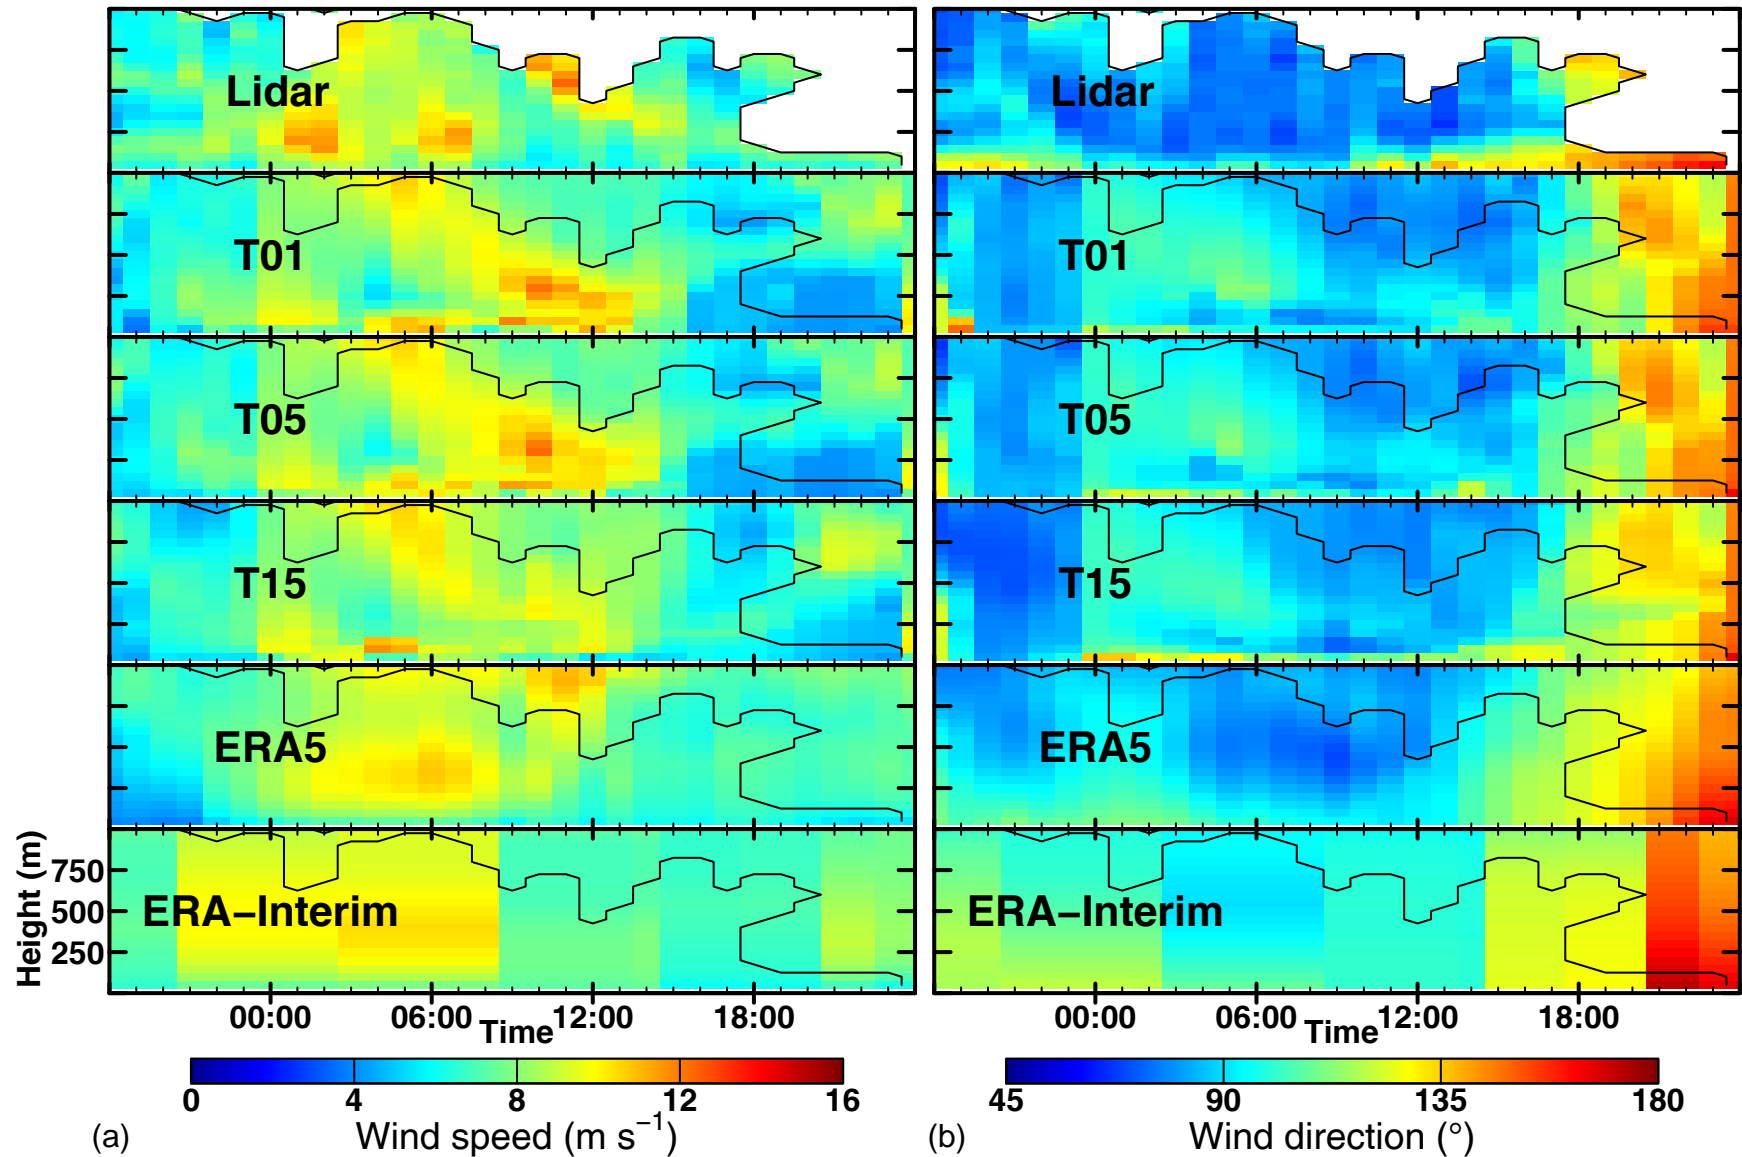 Lidar Lidar
T01 T01
T05 T05
T15 T15
ERA5 ERA5
ERA−Interim ERA−Interim
Height (m)
750
500
250
00:00 06:00 12:00 18:00 00:00 06:00 12:00 18:00
Time Time
0 4 8 12 16 45 90 135 180
(a) Wind speed (m s⁻¹) (b) Wind direction (°)